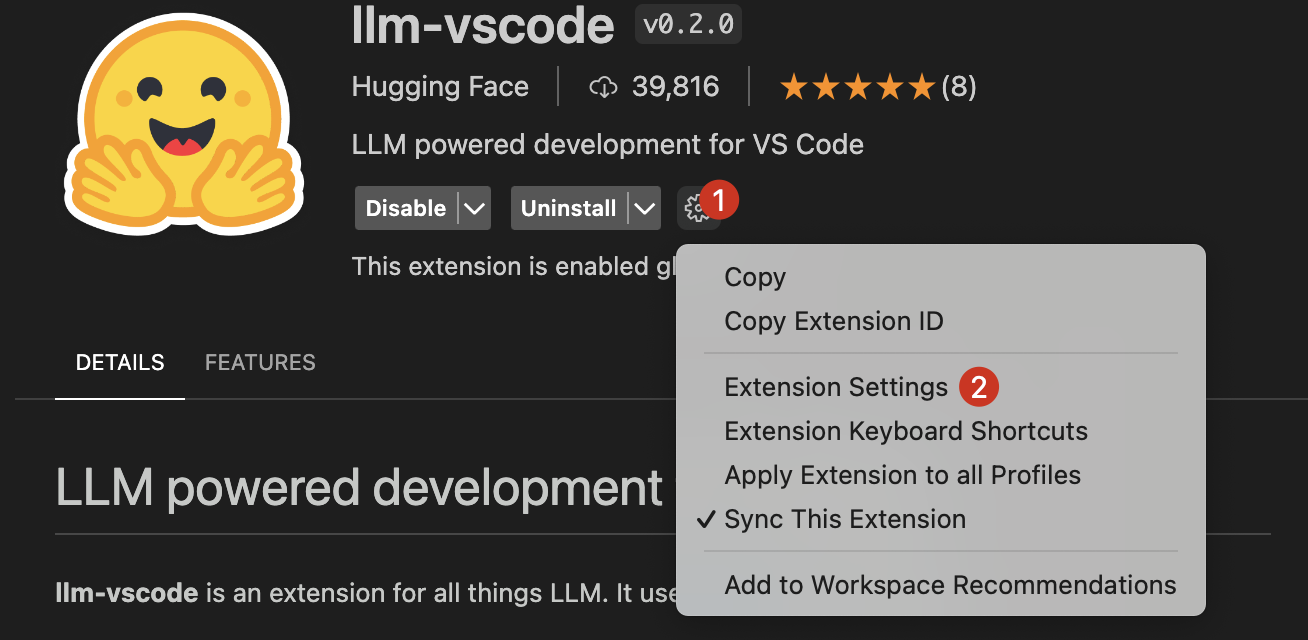 llm-vscode v0.2.0
Hugging Face 39,816 (8)
LLM powered development for VS Code
Disable Uninstall 1
This extension is enabled gl
Copy
Copy Extension ID
Extension Settings 2
Extension Keyboard Shortcuts
Apply Extension to all Profiles
✓ Sync This Extension
Add to Workspace Recommendations
DETAILS FEATURES
LLM powered development
llm-vscode is an extension for all things LLM. It use